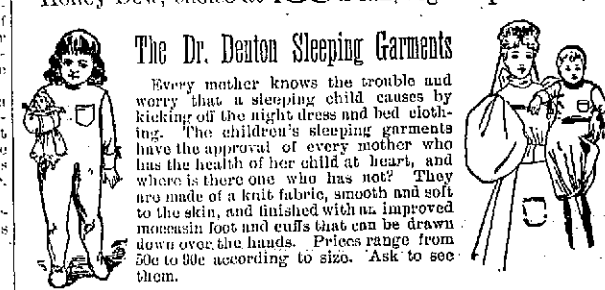 Honey Dew,
The Dr. Denton Sleeping Garments
Every mother knows the trouble and
worry that a sleeping child causes by
kicking off the night dress and bed cloth-
ing. The children's sleeping garments
have the approval of every mother who
has the health of her child at heart, and
where is there one who has not? They
are made of a knit fabric, smooth and soft
to the skin, and finished with an improved
moccasin foot and cuffs that can be drawn
down over the hands. Prices range from
50c to 90c according to size. Ask to see
them.